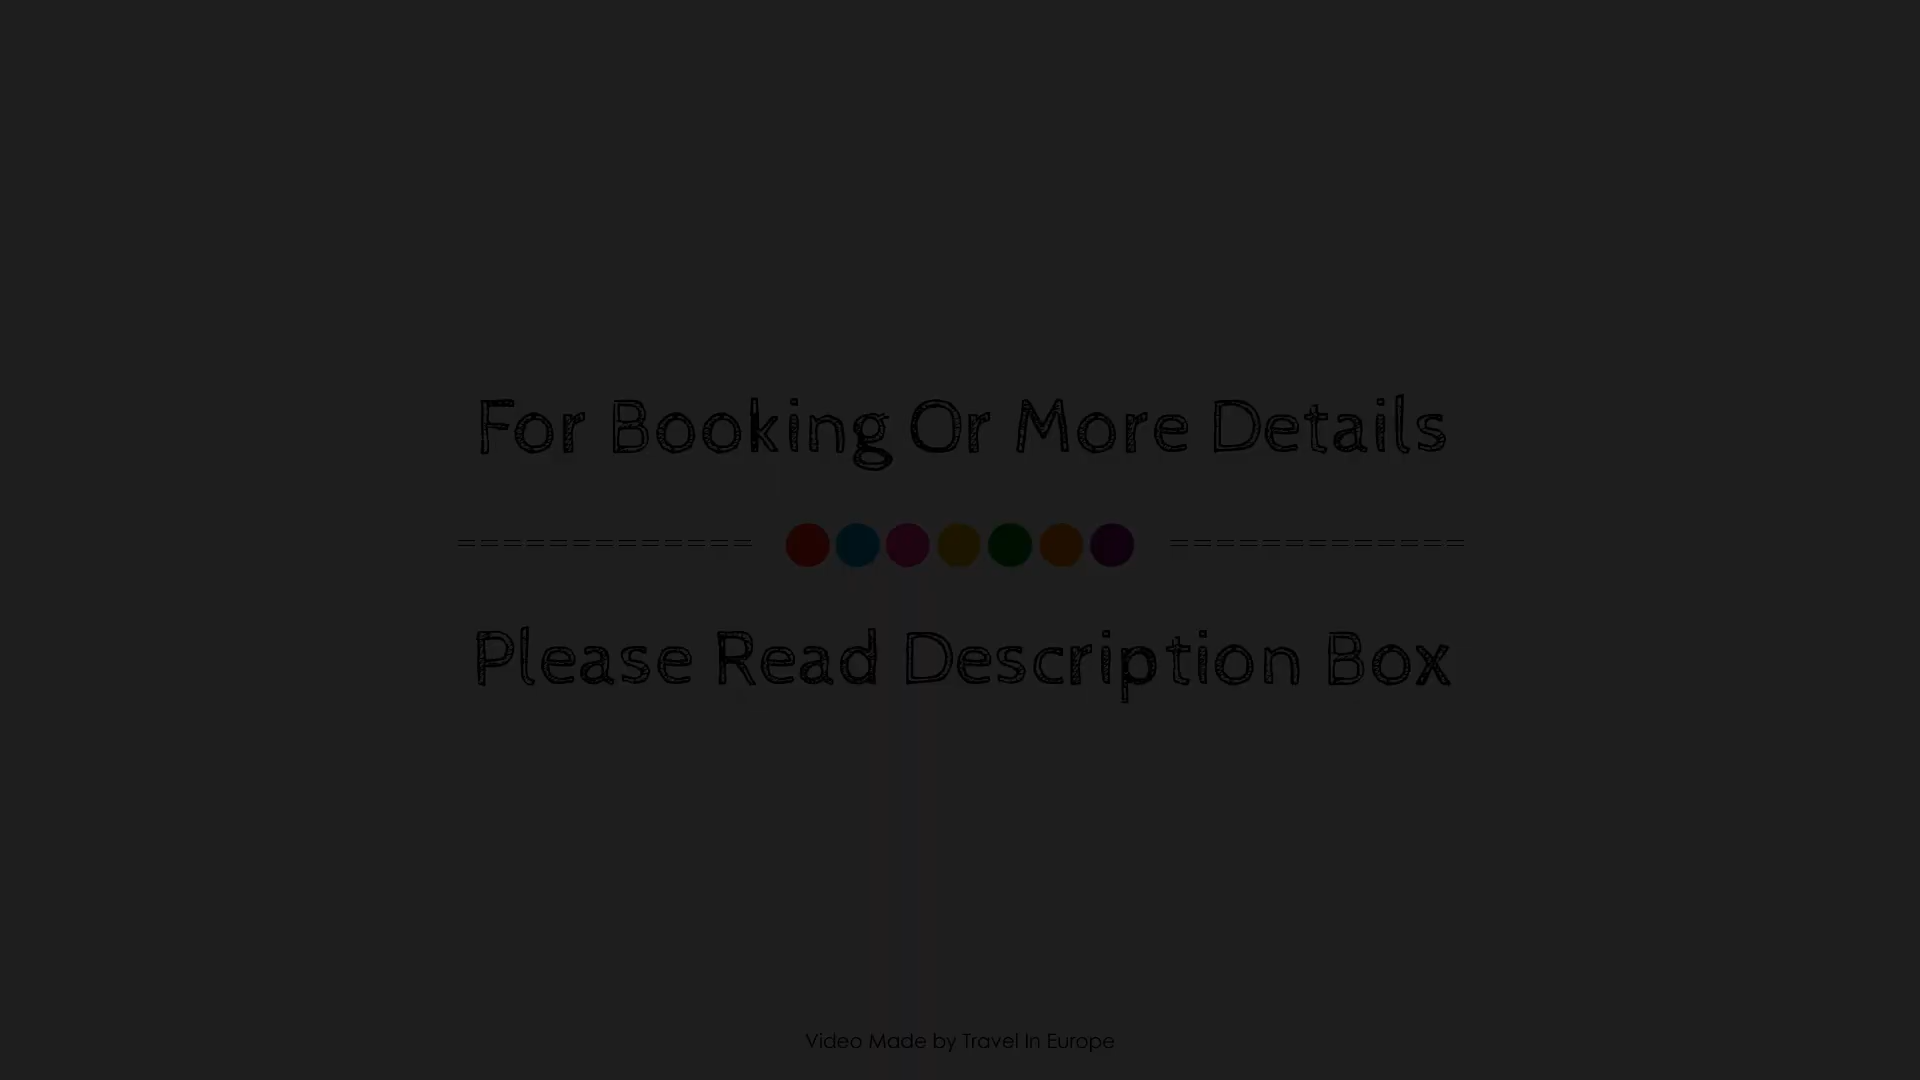 For Booking Or More Details
============= =============
Please Read Description Box
Video Made by Travel In Europe